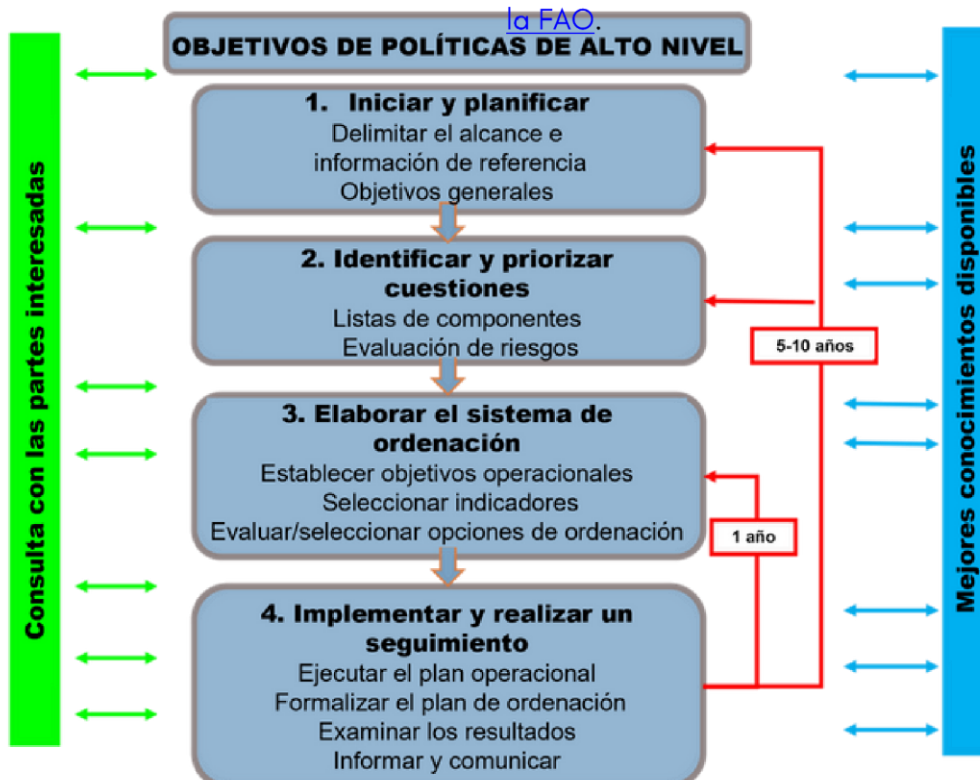 la FAO.
OBJETIVOS DE POLÍTICAS DE ALTO NIVEL
Consulta con las partes interesadas
1. Iniciar y planificar
Delimitar el alcance e
información de referencia
Objetivos generales
2. Identificar y priorizar
cuestiones
Listas de componentes
Evaluación de riesgos
5-10 años
3. Elaborar el sistema de
ordenación
Establecer objetivos operacionales
Seleccionar indicadores
Evaluar/seleccionar opciones de ordenación
1 año
4. Implementar y realizar un
seguimiento
Ejecutar el plan operacional
Formalizar el plan de ordenación
Examinar los resultados
Informar y comunicar
Mejores conocimientos disponibles